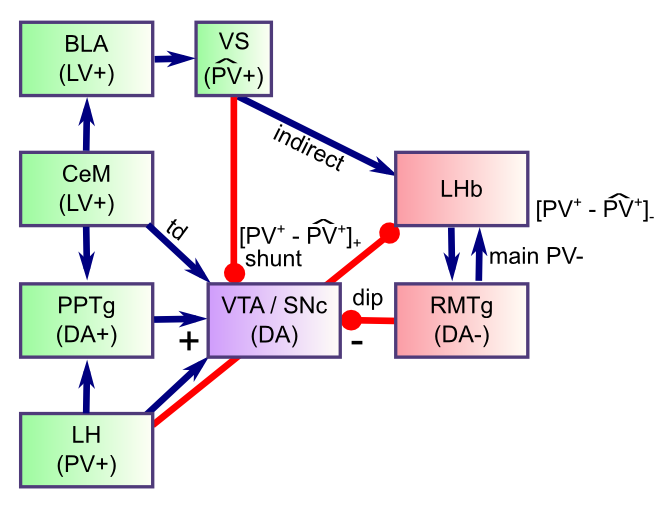 BLA
(LV+)
VS
(P̂V+)
indirect
CeM
(LV+)
LHb
[PV⁺ - P̂V⁺]₋
td
[PV⁺ - P̂V⁺]₊
shunt
main PV-
PPTg
(DA+)
VTA / SNc
(DA)
dip
RMTg
(DA-)
+
-
LH
(PV+)